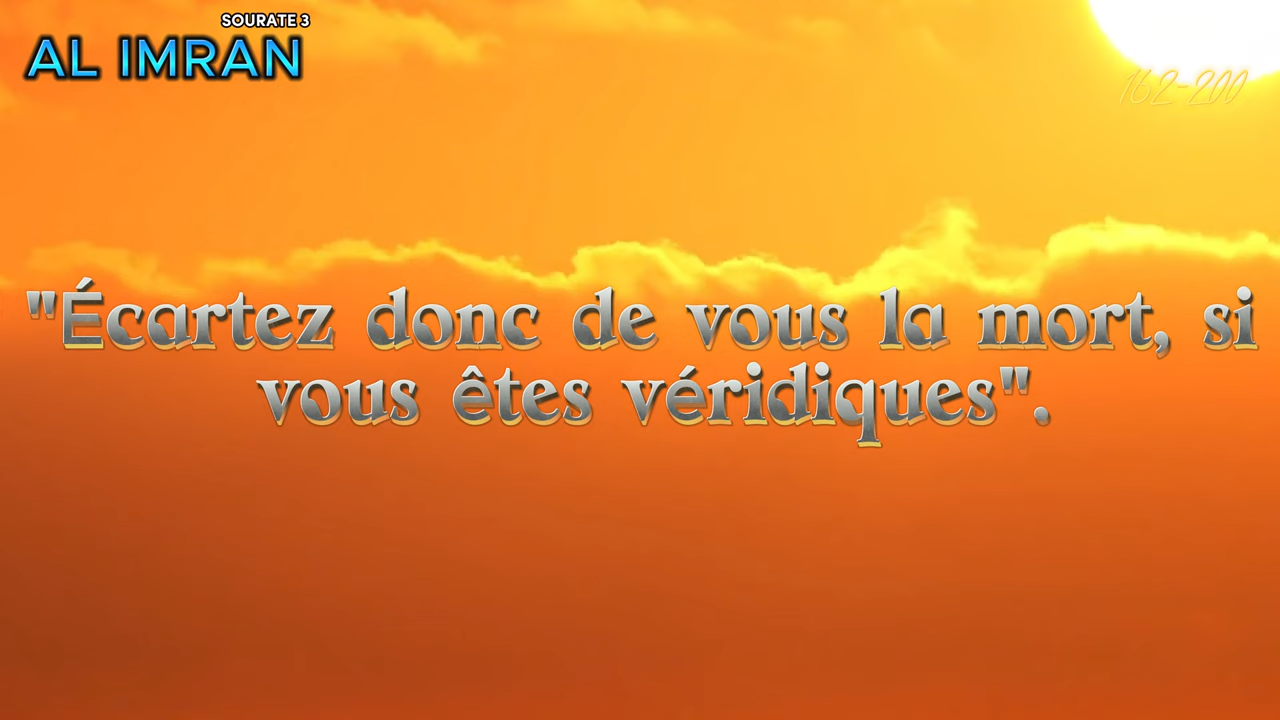 SOURATE 3
AL IMRAN
162-200
"Écartez donc de vous la mort, si
vous êtes véridiques".